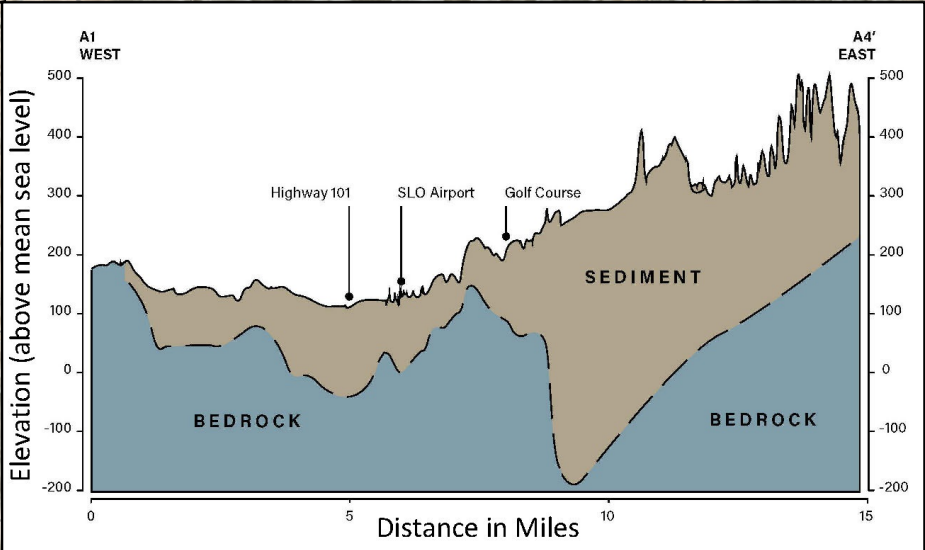 A1
WEST
A4'
EAST
500
500
400
400
300
300
Highway 101
SLO Airport
Golf Course
200
200
SEDIMENT
100
100
0
0
BEDROCK
BEDROCK
-100
-100
-200
-200
0
5
10
15
Distance in Miles
Elevation (above mean sea level)